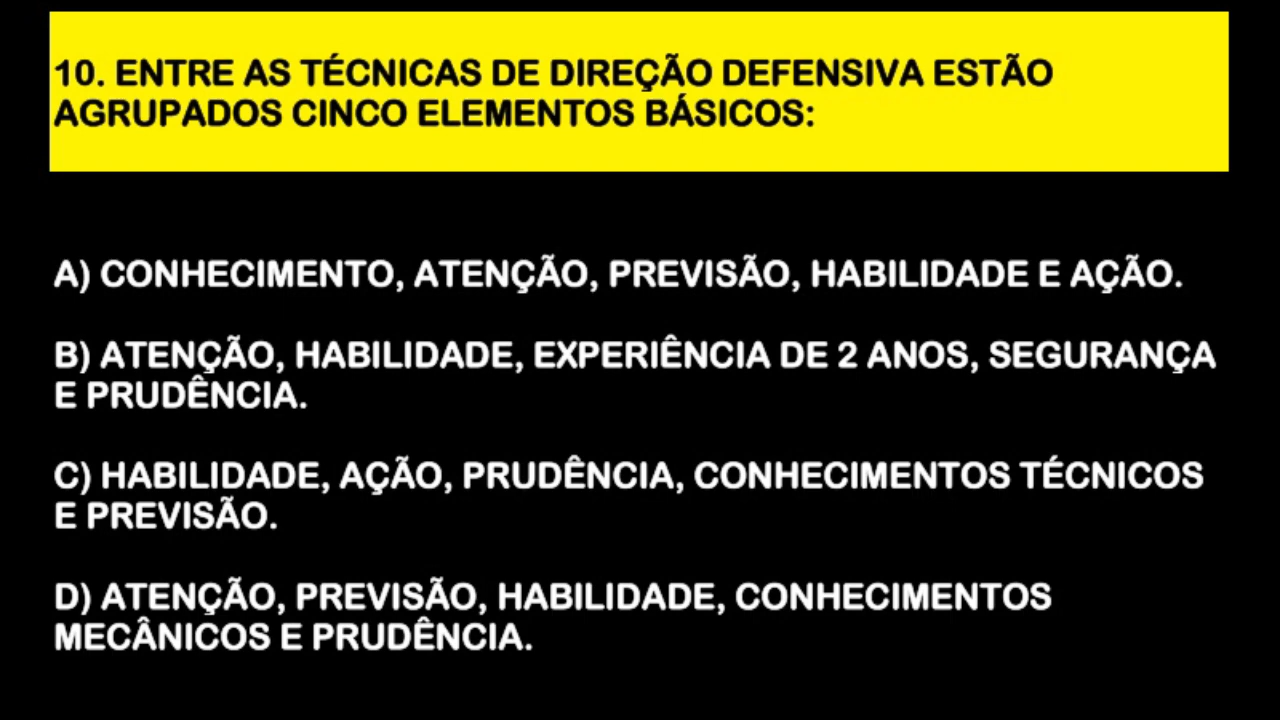 10. ENTRE AS TÉCNICAS DE DIREÇÃO DEFENSIVA ESTÃO
AGRUPADOS CINCO ELEMENTOS BÁSICOS:
A) CONHECIMENTO, ATENÇÃO, PREVISÃO, HABILIDADE E AÇÃO.
B) ATENÇÃO, HABILIDADE, EXPERIÊNCIA DE 2 ANOS, SEGURANÇA
E PRUDÊNCIA.
C) HABILIDADE, AÇÃO, PRUDÊNCIA, CONHECIMENTOS TÉCNICOS
E PREVISÃO.
D) ATENÇÃO, PREVISÃO, HABILIDADE, CONHECIMENTOS
MECÂNICOS E PRUDÊNCIA.